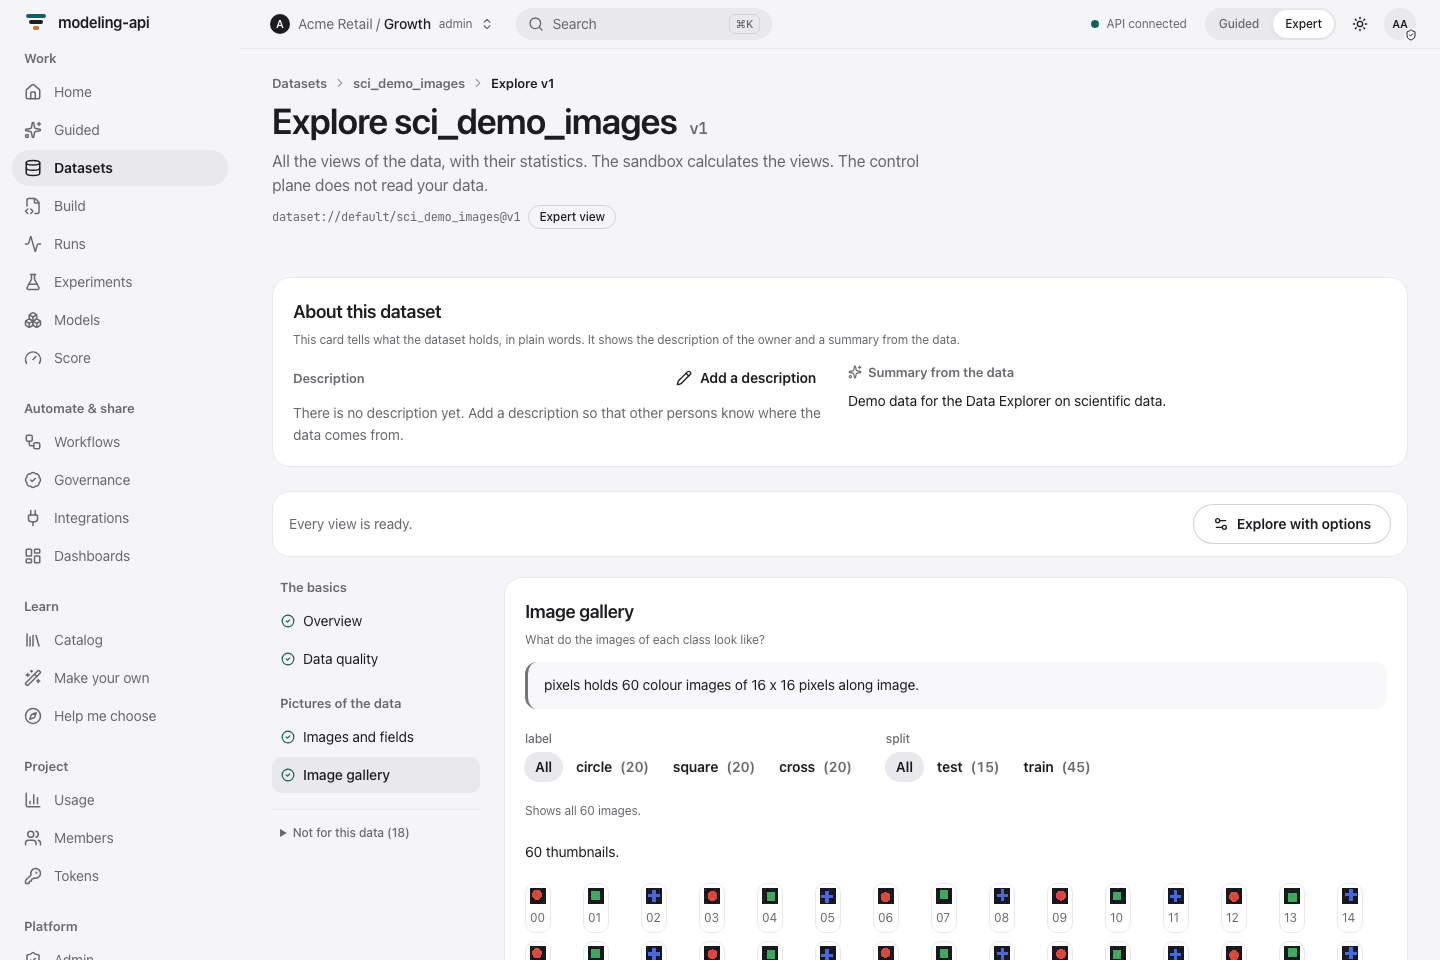 modeling-api
A Acme Retail / Growth admin
Search ⌘K
API connected
Guided Expert
AA
Work
Home
Guided
Datasets
Build
Runs
Experiments
Models
Score
Automate & share
Workflows
Governance
Integrations
Dashboards
Learn
Catalog
Make your own
Help me choose
Project
Usage
Members
Tokens
Platform
Admin
Datasets > sci_demo_images > Explore v1
Explore sci_demo_images v1
All the views of the data, with their statistics. The sandbox calculates the views. The control
plane does not read your data.
dataset://default/sci_demo_images@v1 Expert view
About this dataset
This card tells what the dataset holds, in plain words. It shows the description of the owner and a summary from the data.
Description Add a description
There is no description yet. Add a description so that other persons know where the
data comes from.
Summary from the data
Demo data for the Data Explorer on scientific data.
Every view is ready.
Explore with options
The basics
Overview
Data quality
Pictures of the data
Images and fields
Image gallery
Not for this data (18)
Image gallery
What do the images of each class look like?
pixels holds 60 colour images of 16 x 16 pixels along image.
label
All circle (20) square (20) cross (20)
split
All test (15) train (45)
Shows all 60 images.
60 thumbnails.
00 01 02 03 04 05 06 07 08 09 10 11 12 13 14